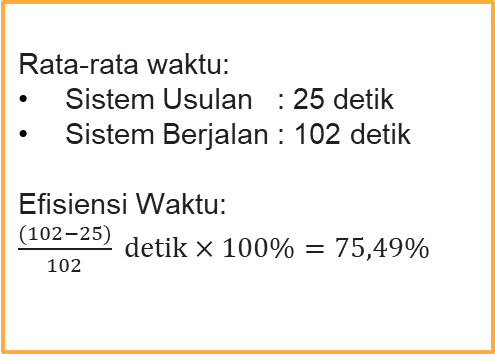 Rata-rata waktu:
• Sistem Usulan : 25 detik
• Sistem Berjalan : 102 detik
Efisiensi Waktu:
(102−25)/102 detik × 100% = 75,49%